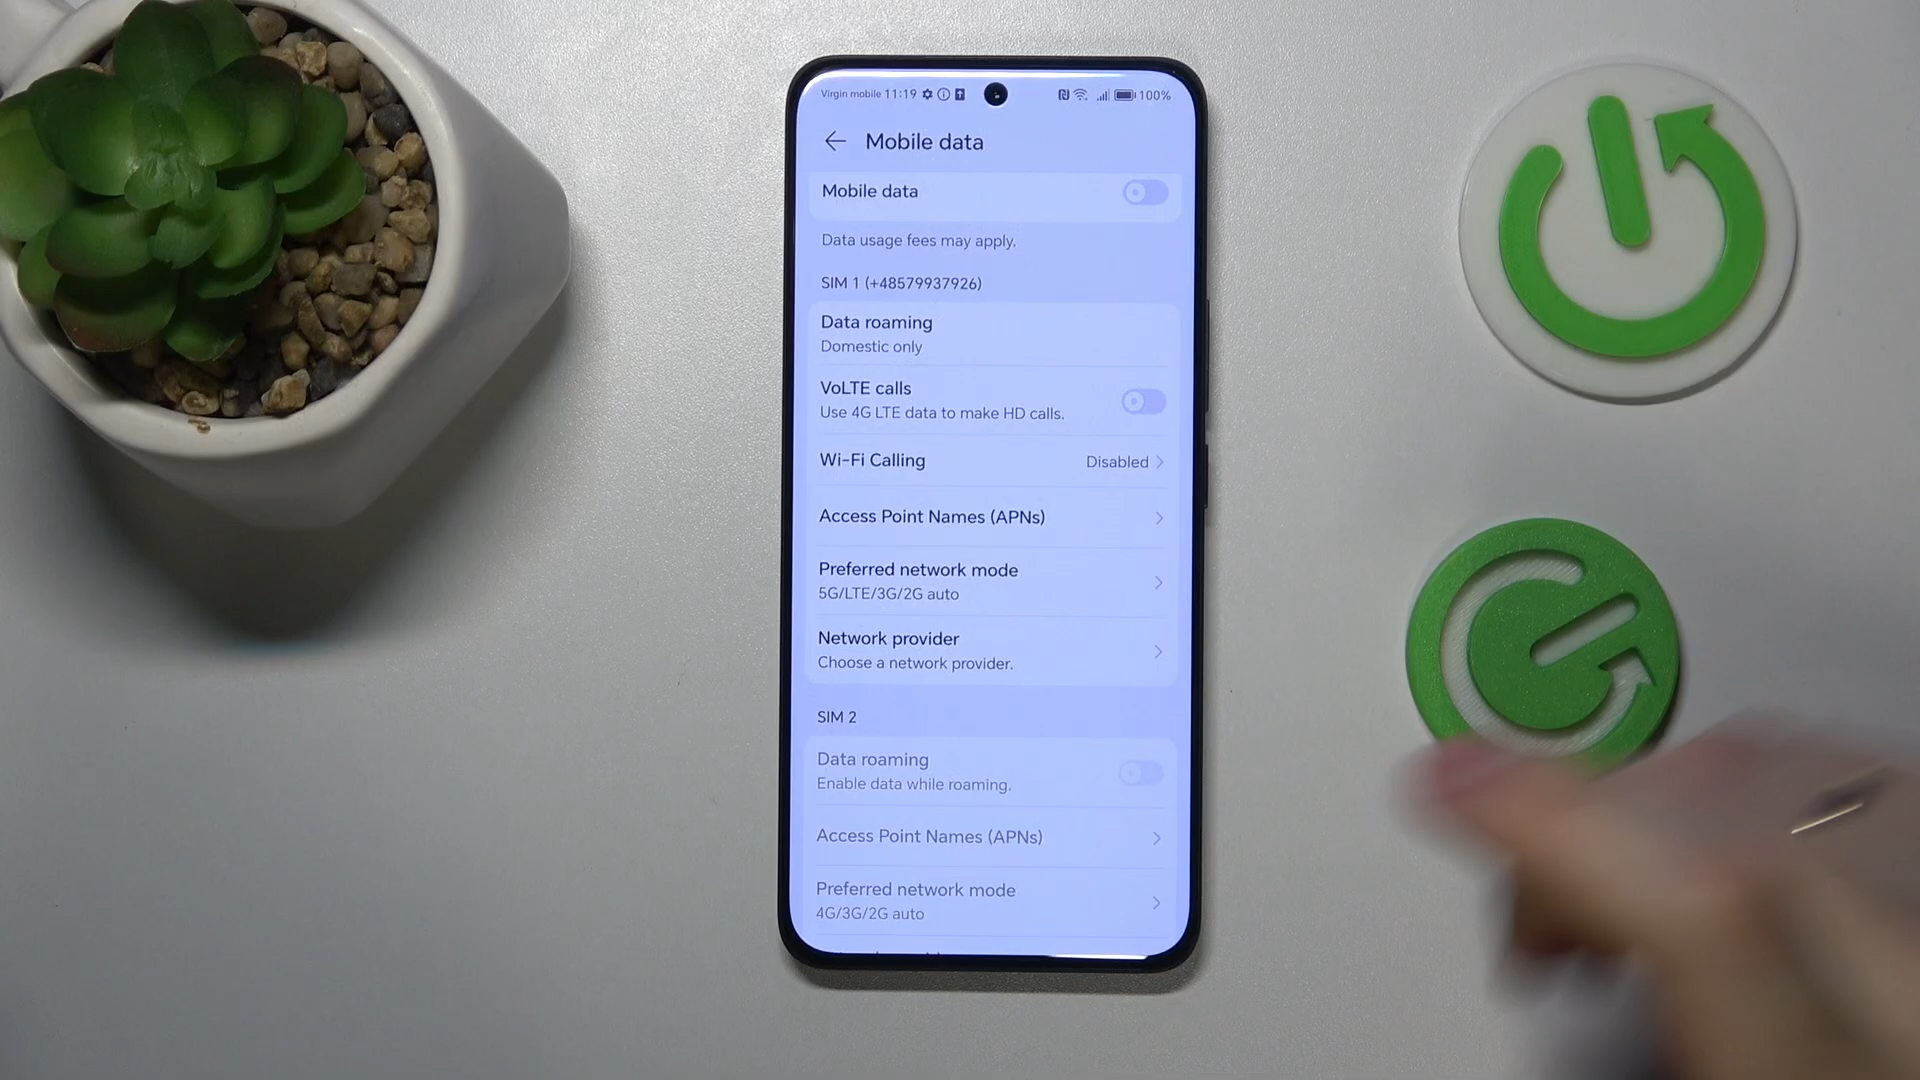 Virgin mobile 11:19 100%
Mobile data
Mobile data
Data usage fees may apply.
SIM 1 (+48579937926)
Data roaming
Domestic only
VoLTE calls
Use 4G LTE data to make HD calls.
Wi-Fi Calling Disabled
Access Point Names (APNs)
Preferred network mode
5G/LTE/3G/2G auto
Network provider
Choose a network provider.
SIM 2
Data roaming
Enable data while roaming.
Access Point Names (APNs)
Preferred network mode
4G/3G/2G auto